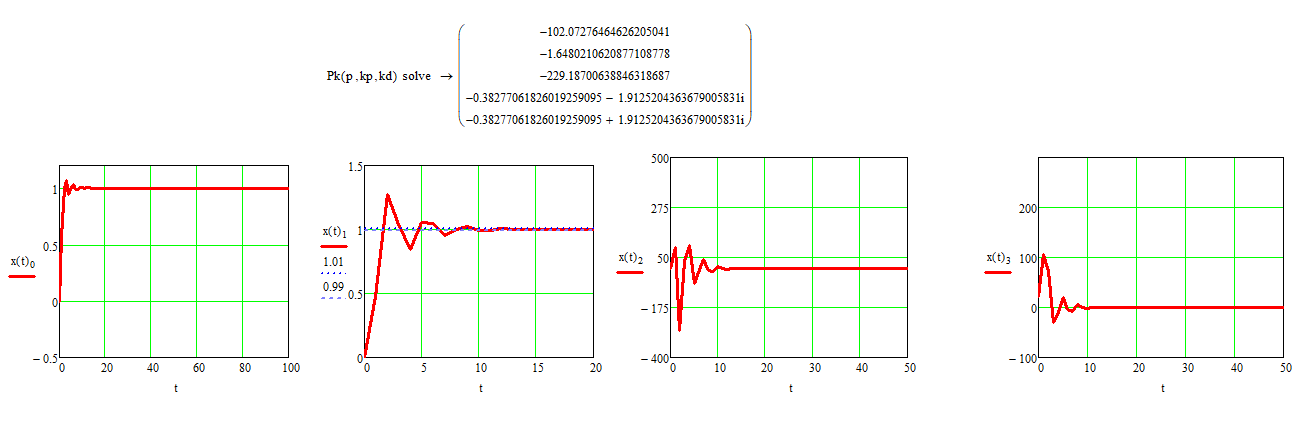 Pk(p,kp,kd) solve →
-102.07276464626205041
-1.6480210620877108778
-229.18700638846318687
-0.38277061826019259095 - 1.9125204363679005831i
-0.38277061826019259095 + 1.9125204363679005831i
1
0.5
0
-0.5
x(t)0
0 20 40 60 80 100
t
1.5
1
0.5
0
x(t)1
1.01
0.99
0 5 10 15 20
t
500
275
50
-175
-400
x(t)2
0 10 20 30 40 50
t
200
100
0
-100
x(t)3
0 10 20 30 40 50
t